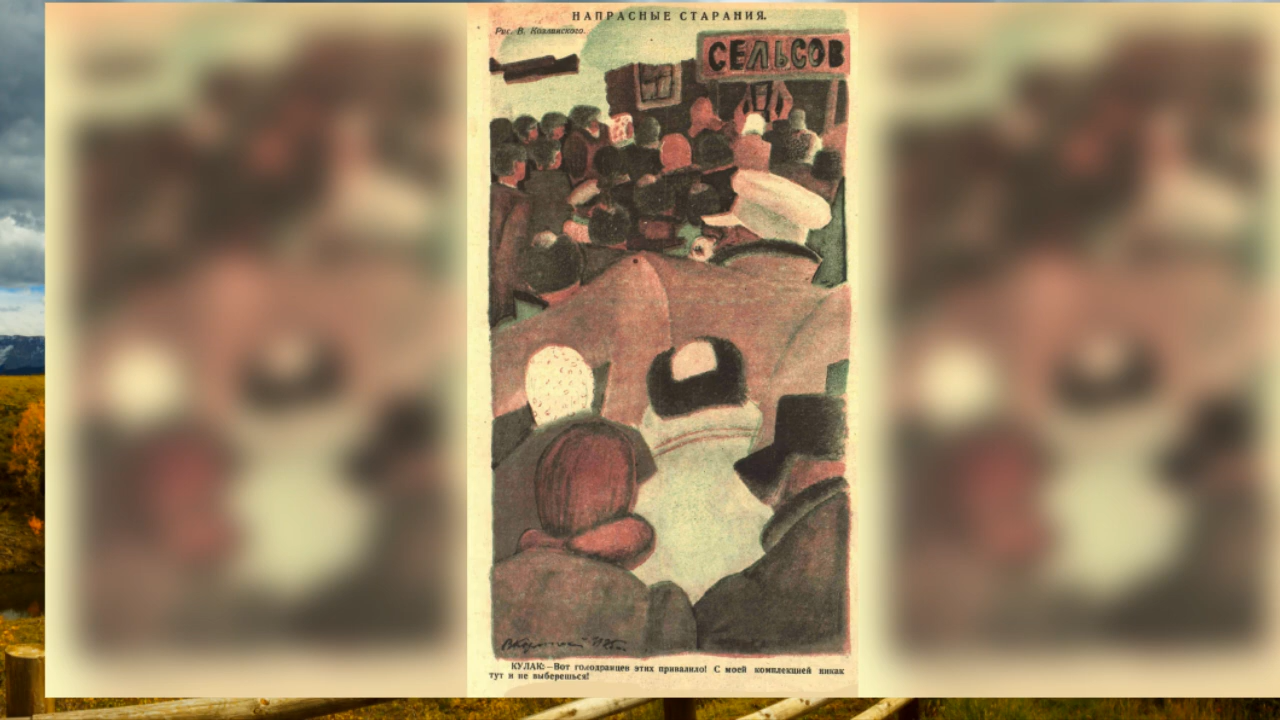 НАПРАСНЫЕ СТАРАНИЯ.
Рис. В. Козлинского.
СЕЛЬСОВ
КУЛАК:—Вот голодранцев этих привалило! С моей комплекцией никак
тут и не выберешься!